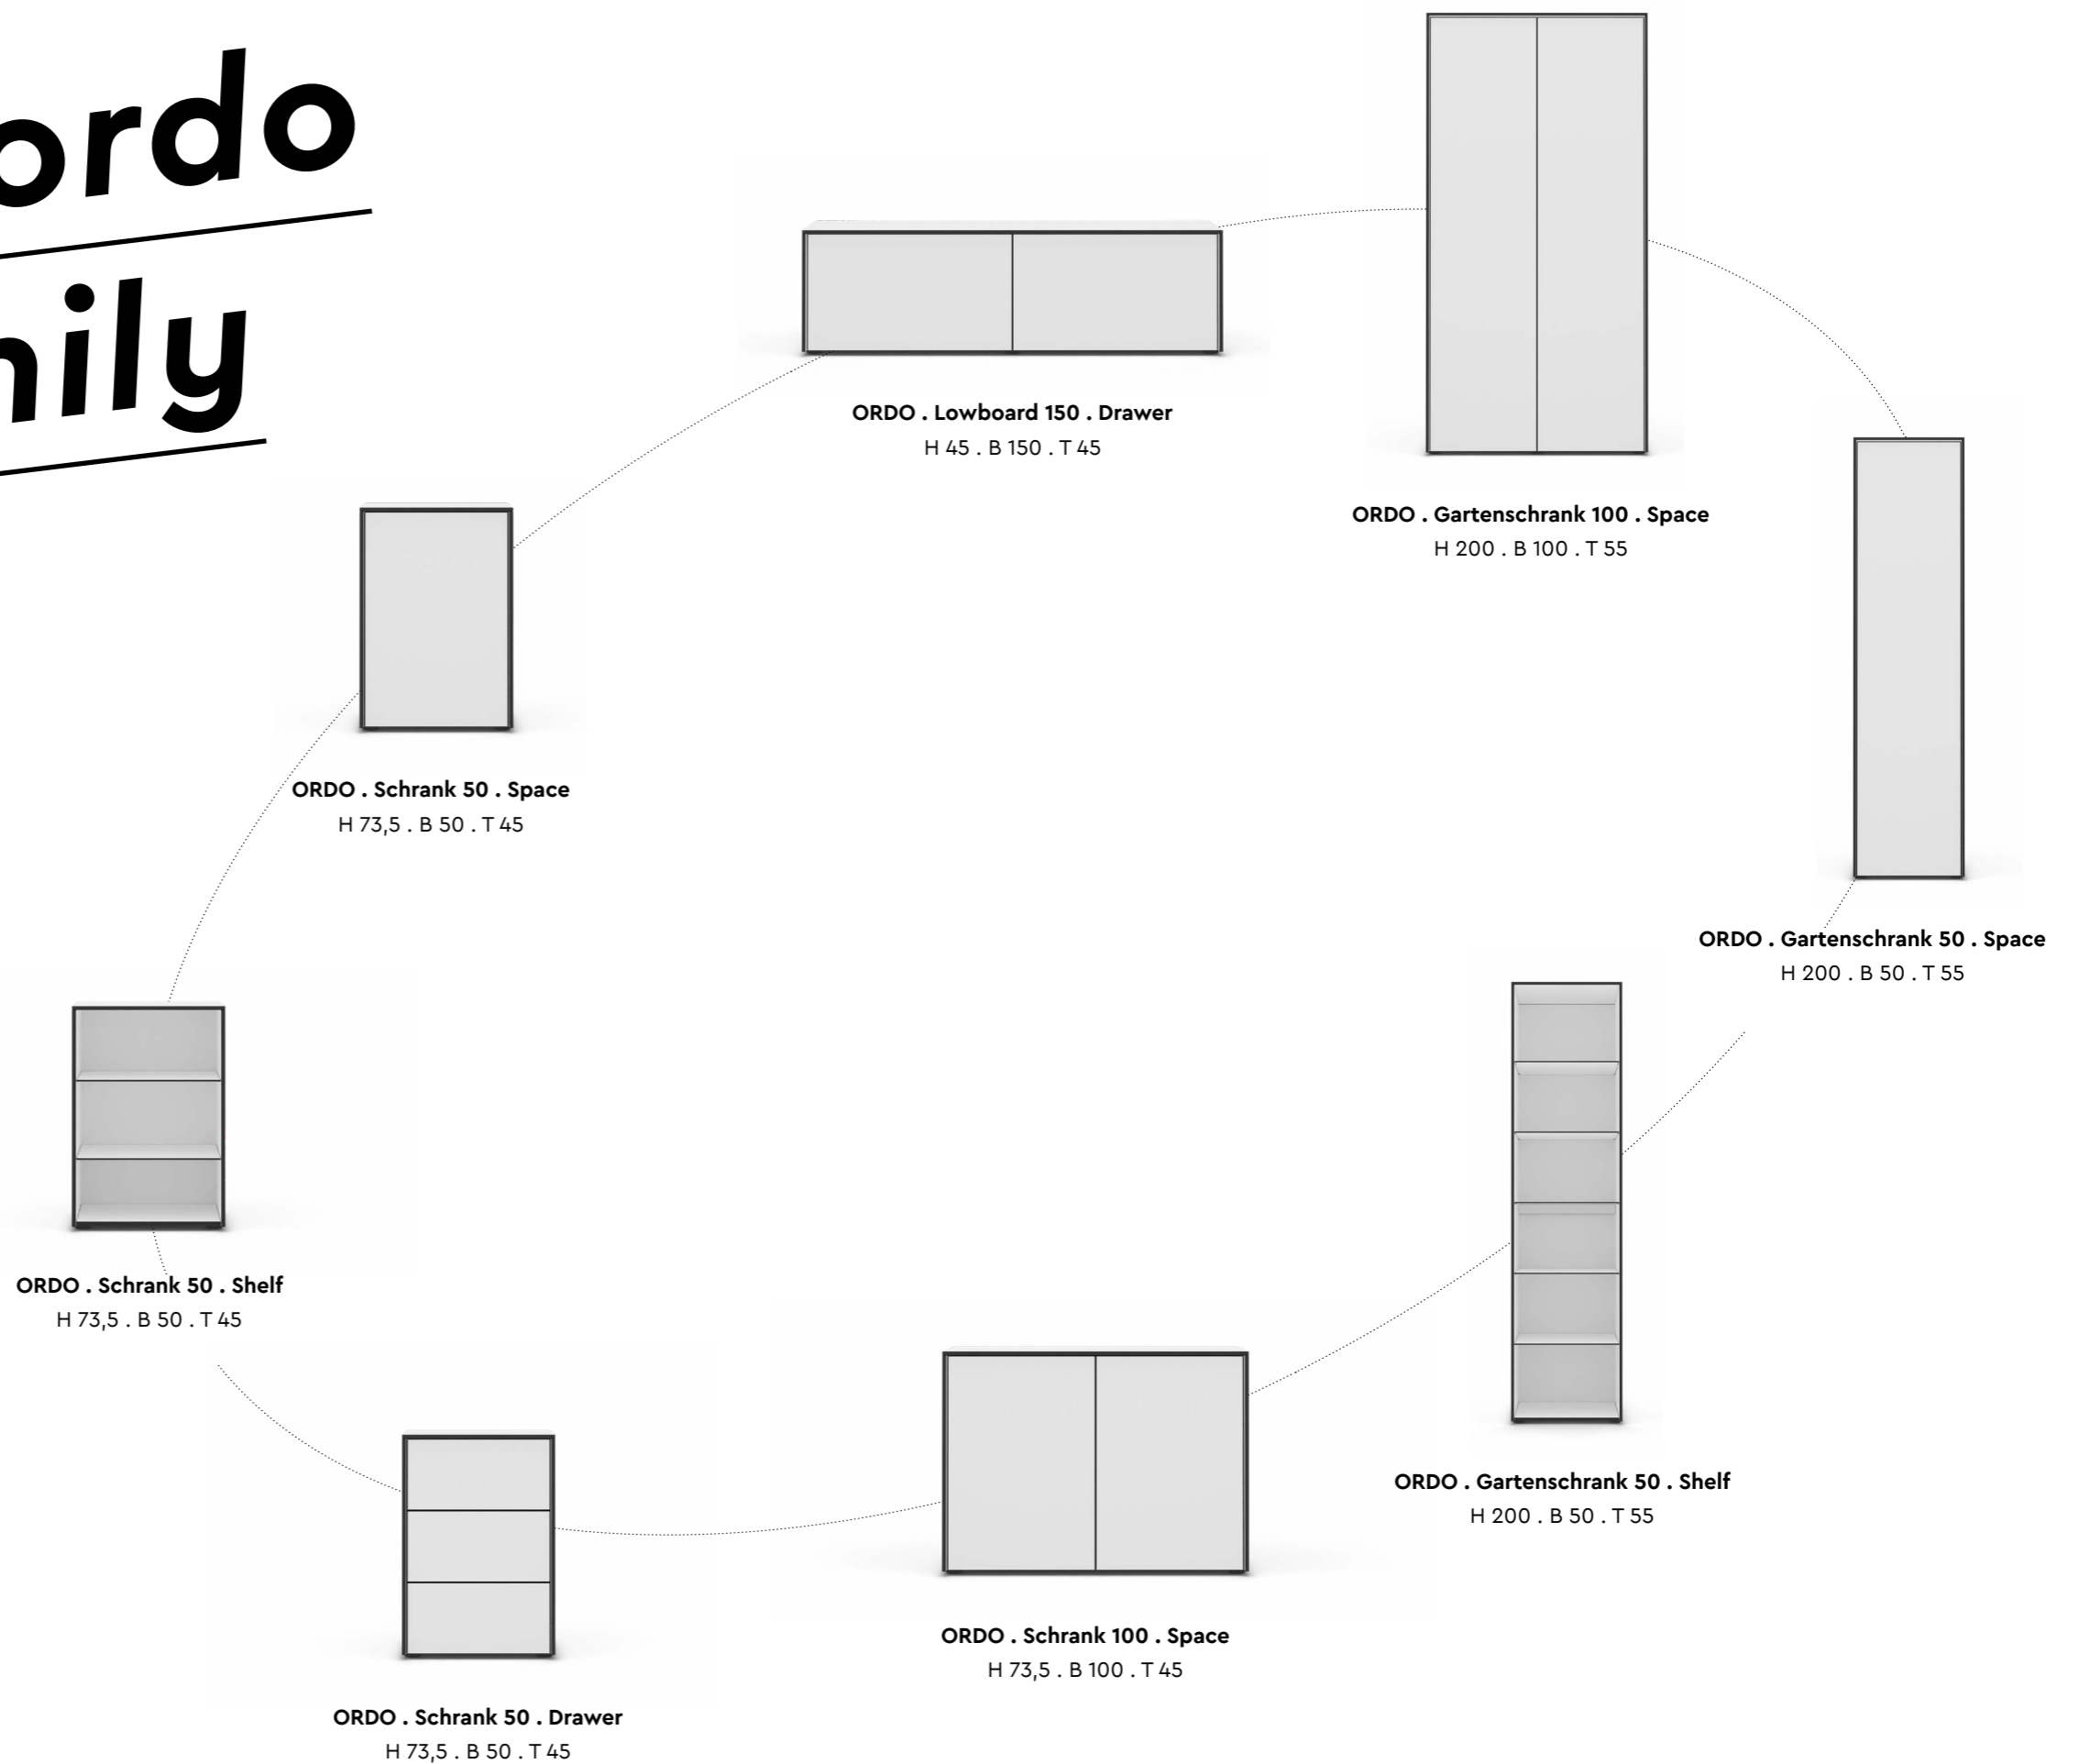 ordo
ORDO . Lowboard 150 . Drawer
H 45 . B 150 . T 45
ORDO . Gartenschrank 100 . Space
H 200 . B 100 . T 55
ORDO . Schrank 50 . Space
H 73,5 . B 50 . T 45
ORDO . Gartenschrank 50 . Space
H 200 . B 50 . T 55
ORDO . Schrank 50 . Shelf
H 73,5 . B 50 . T 45
ORDO . Gartenschrank 50 . Shelf
H 200 . B 50 . T 55
ORDO . Schrank 100 . Space
H 73,5 . B 100 . T 45
ORDO . Schrank 50 . Drawer
H 73,5 . B 50 . T 45